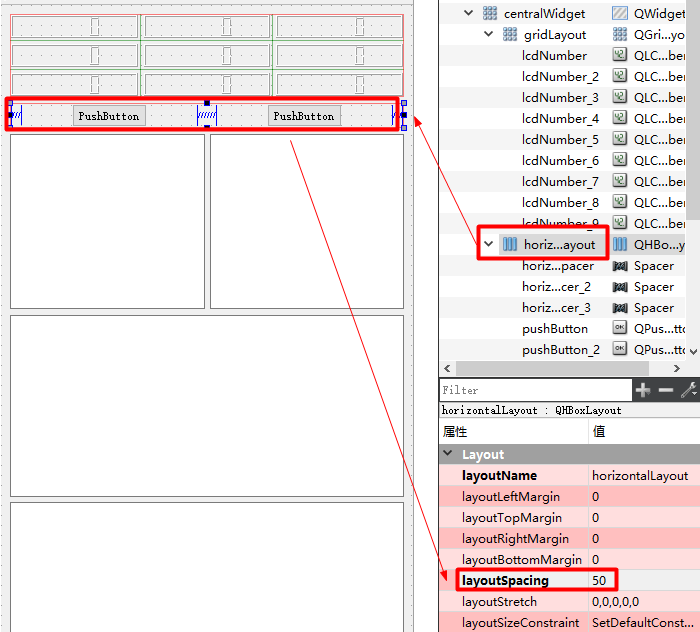 PushButton PushButton
centralWidget QWidget
gridLayout QGri...yo
lcdNumber QLC...ber
lcdNumber_2 QLC...ber
lcdNumber_3 QLC...ber
lcdNumber_4 QLC...ber
lcdNumber_5 QLC...ber
lcdNumber_6 QLC...ber
lcdNumber_7 QLC...ber
lcdNumber_8 QLC...ber
lcdNumber_9 QLC...ber
horiz...ayout QHBo...y
horiz...pacer Spacer
horiz...cer_2 Spacer
horiz...cer_3 Spacer
pushButton QPus...tto
pushButton_2 QPus...tto
Filter
horizontalLayout : QHBoxLayout
属性 值
Layout
layoutName horizontalLayout
layoutLeftMargin 0
layoutTopMargin 0
layoutRightMargin 0
layoutBottomMargin 0
layoutSpacing 50
layoutStretch 0,0,0,0,0
layoutSizeConstraint SetDefaultConst...